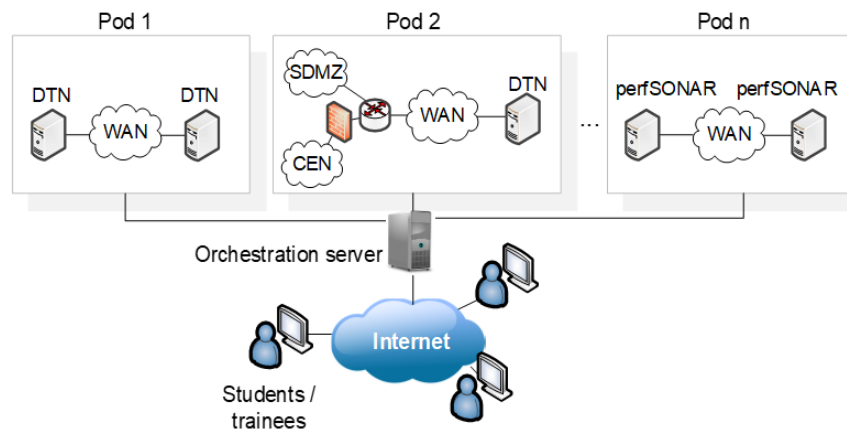 Pod 1
Pod 2
Pod n
DTN
DTN
WAN
SDMZ
CEN
WAN
DTN
...
perfSONAR
perfSONAR
WAN
Orchestration server
Internet
Students /
trainees